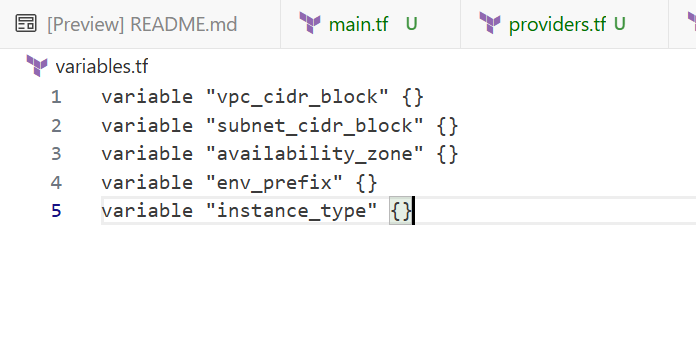 [Preview] README.md main.tf U providers.tf U
variables.tf
1 variable "vpc_cidr_block" {}
2 variable "subnet_cidr_block" {}
3 variable "availability_zone" {}
4 variable "env_prefix" {}
5 variable "instance_type" {}